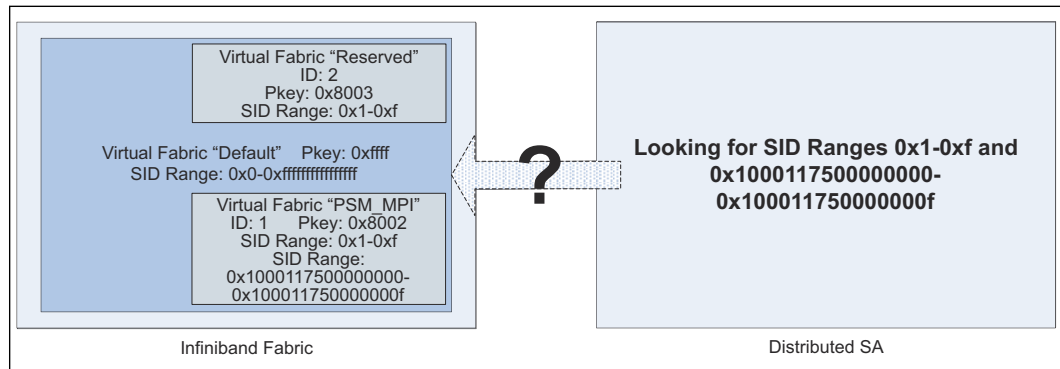 Virtual Fabric “Reserved”
ID: 2
Pkey: 0x8003
SID Range: 0x1-0xf
Virtual Fabric “Default” Pkey: 0xffff
SID Range: 0x0-0xffffffffffffffff
Virtual Fabric “PSM_MPI”
ID: 1 Pkey: 0x8002
SID Range: 0x1-0xf
SID Range:
0x1000117500000000-
0x100011750000000f
?
Looking for SID Ranges 0x1-0xf and
0x1000117500000000-
0x100011750000000f
Infiniband Fabric
Distributed SA